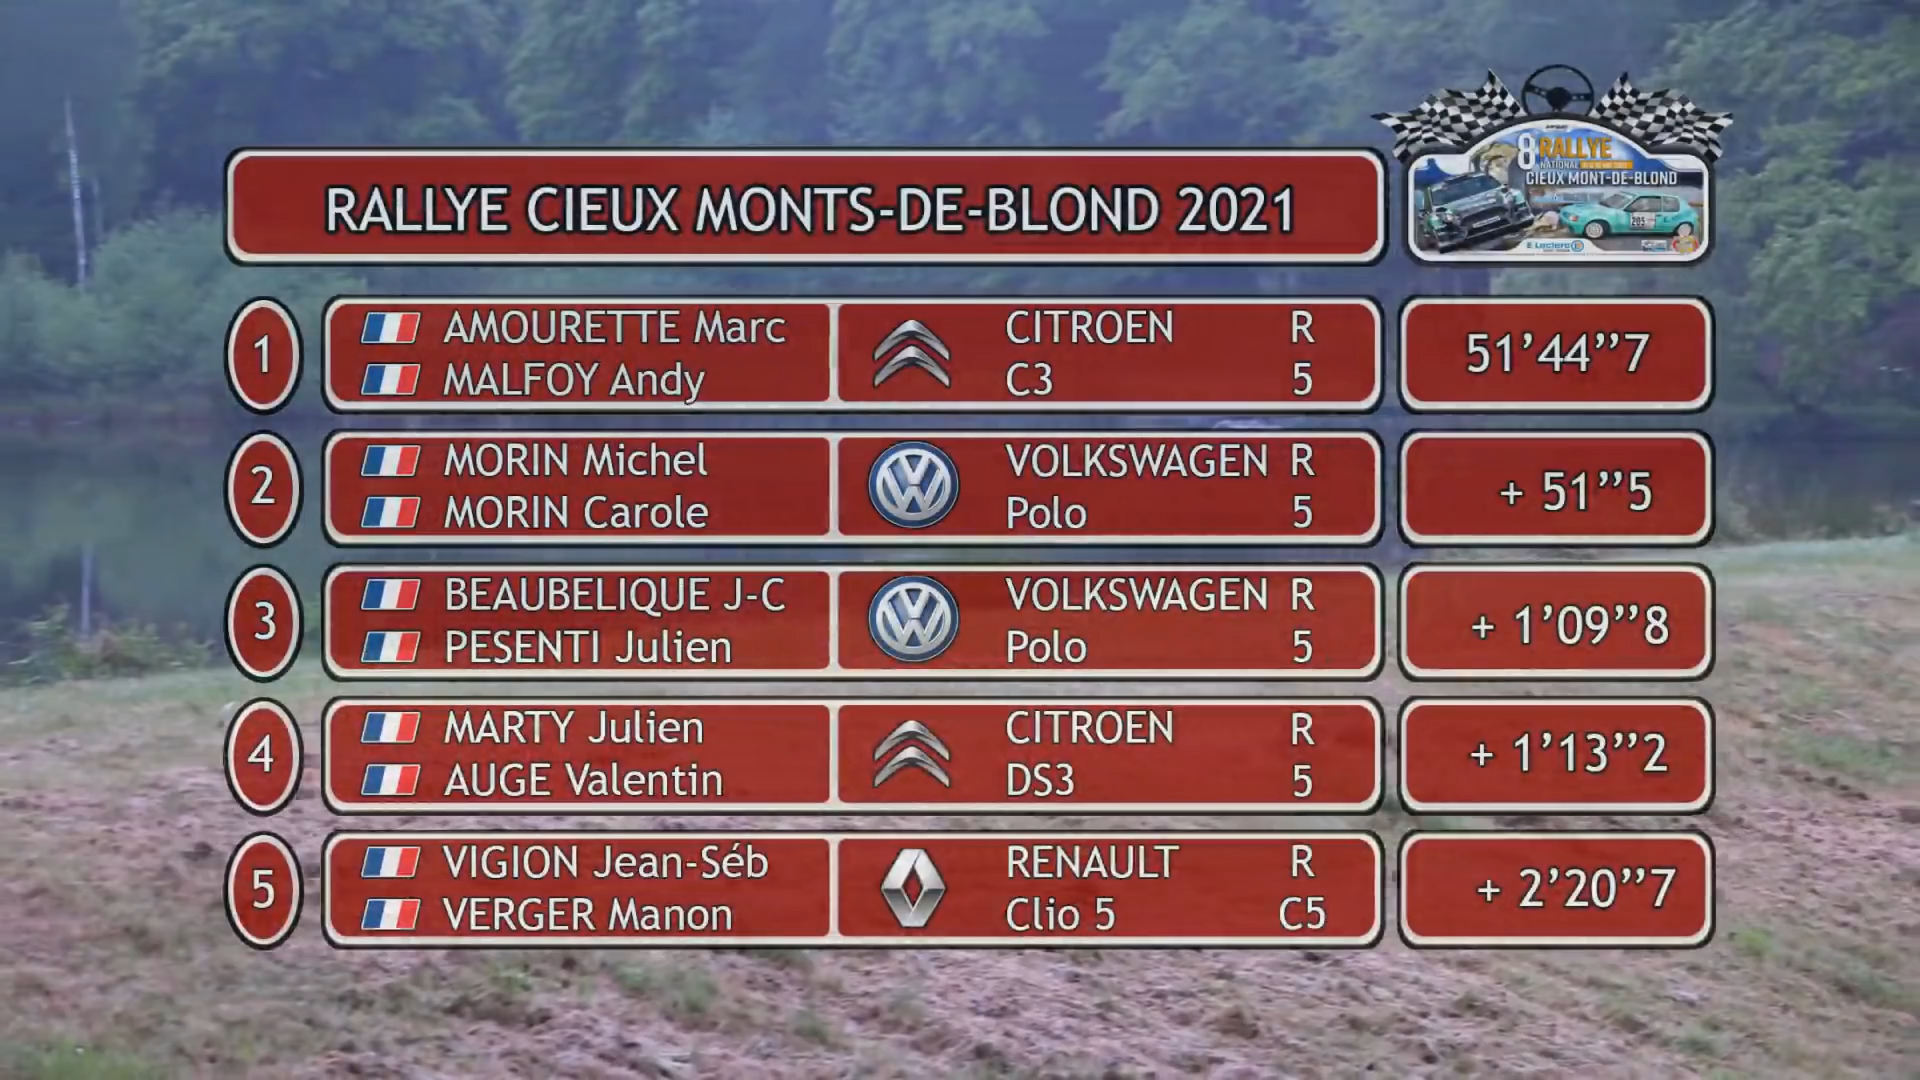 8 RALLYE
NATIONAL
CIEUX MONT-DE-BLOND
205
E.Leclerc
RALLYE CIEUX MONTS-DE-BLOND 2021
1
AMOURETTE Marc
MALFOY Andy
CITROEN R
C3 5
51’44”7
2
MORIN Michel
MORIN Carole
VOLKSWAGEN R
Polo 5
+ 51”5
3
BEAUBELIQUE J-C
PESENTI Julien
VOLKSWAGEN R
Polo 5
+ 1’09”8
4
MARTY Julien
AUGE Valentin
CITROEN R
DS3 5
+ 1’13”2
5
VIGION Jean-Séb
VERGER Manon
RENAULT R
Clio 5 C5
+ 2’20”7